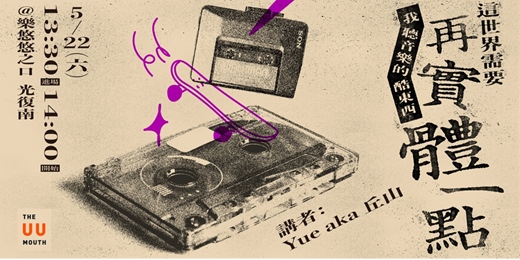 這世界需要
再實體一點
我聽音樂的酷東西
SONY
講者：
Yue aka 丘山
5/22(六)
13:30進場 14:00開始
@樂悠悠之口 光復南
THE
UU
MOUTH